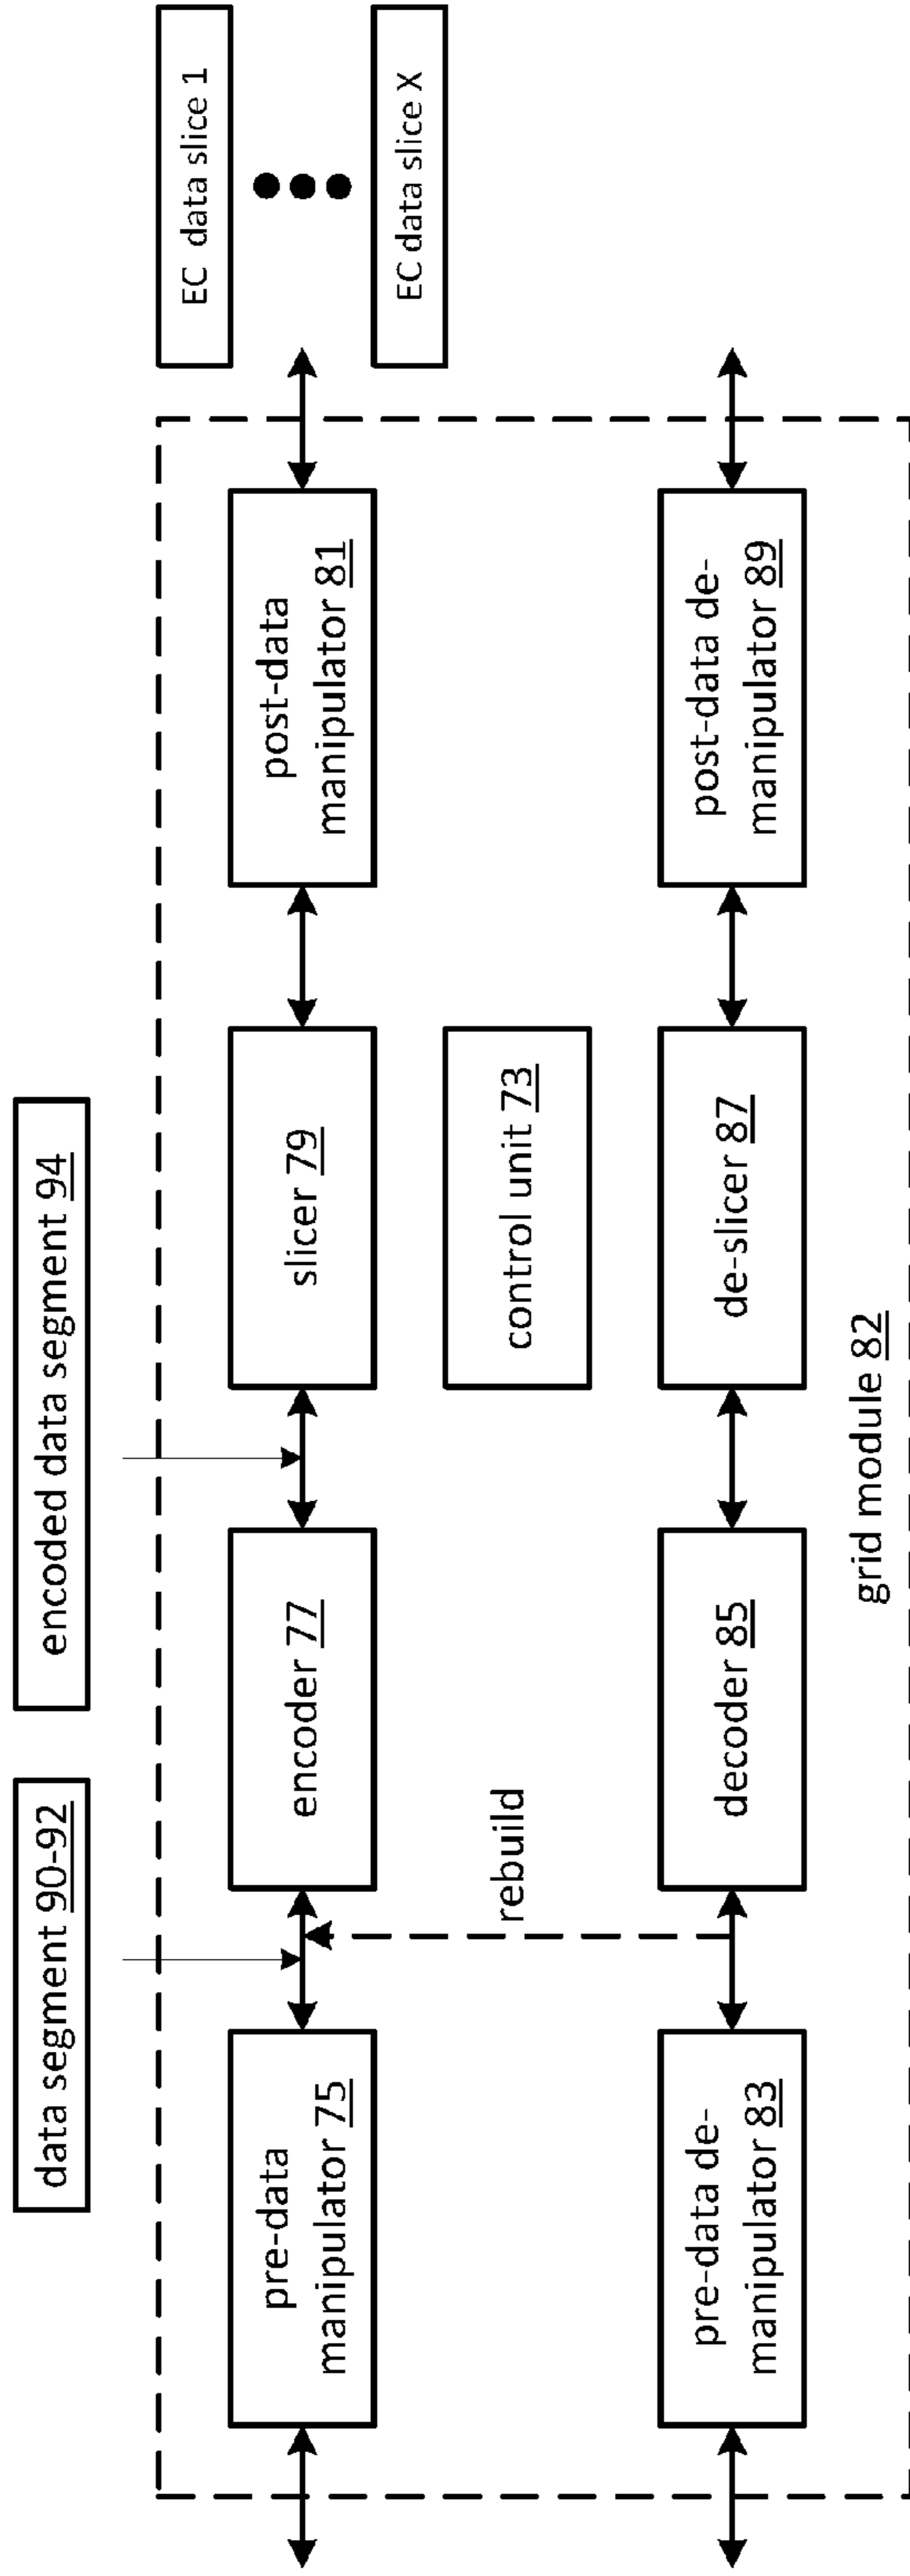 data segment 90-92
encoded data segment 94
pre-data
manipulator 75
encoder 77
slicer 79
post-data
manipulator 81
EC  data slice 1
EC data slice X
rebuild
control unit 73
pre-data de-
manipulator 83
decoder 85
de-slicer 87
post-data de-
manipulator 89
grid module 82